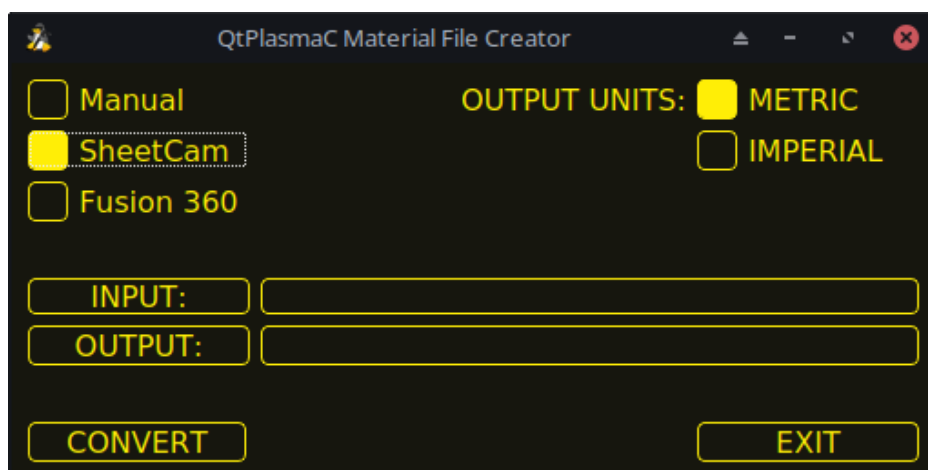 QtPlasmaC Material File Creator
Manual OUTPUT UNITS: METRIC
SheetCam IMPERIAL
Fusion 360
INPUT:
OUTPUT:
CONVERT EXIT